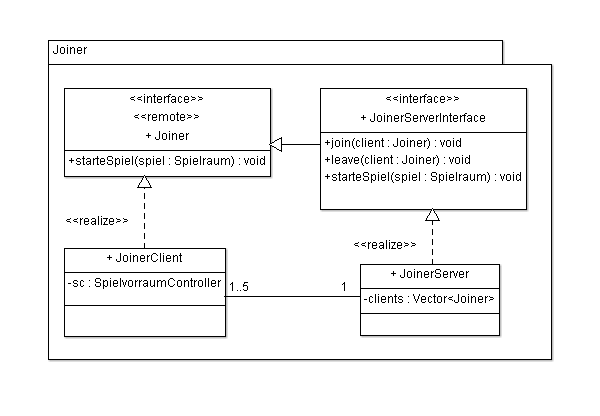 Joiner
<<interface>>
<<remote>>
+ Joiner
+starteSpiel(spiel : Spielraum) : void
<<interface>>
+ JoinerServerInterface
+join(client : Joiner) : void
+leave(client : Joiner) : void
+starteSpiel(spiel : Spielraum) : void
<<realize>>
<<realize>>
+ JoinerClient
-sc : SpielvorraumController
1..5
1
+ JoinerServer
-clients : Vector<Joiner>